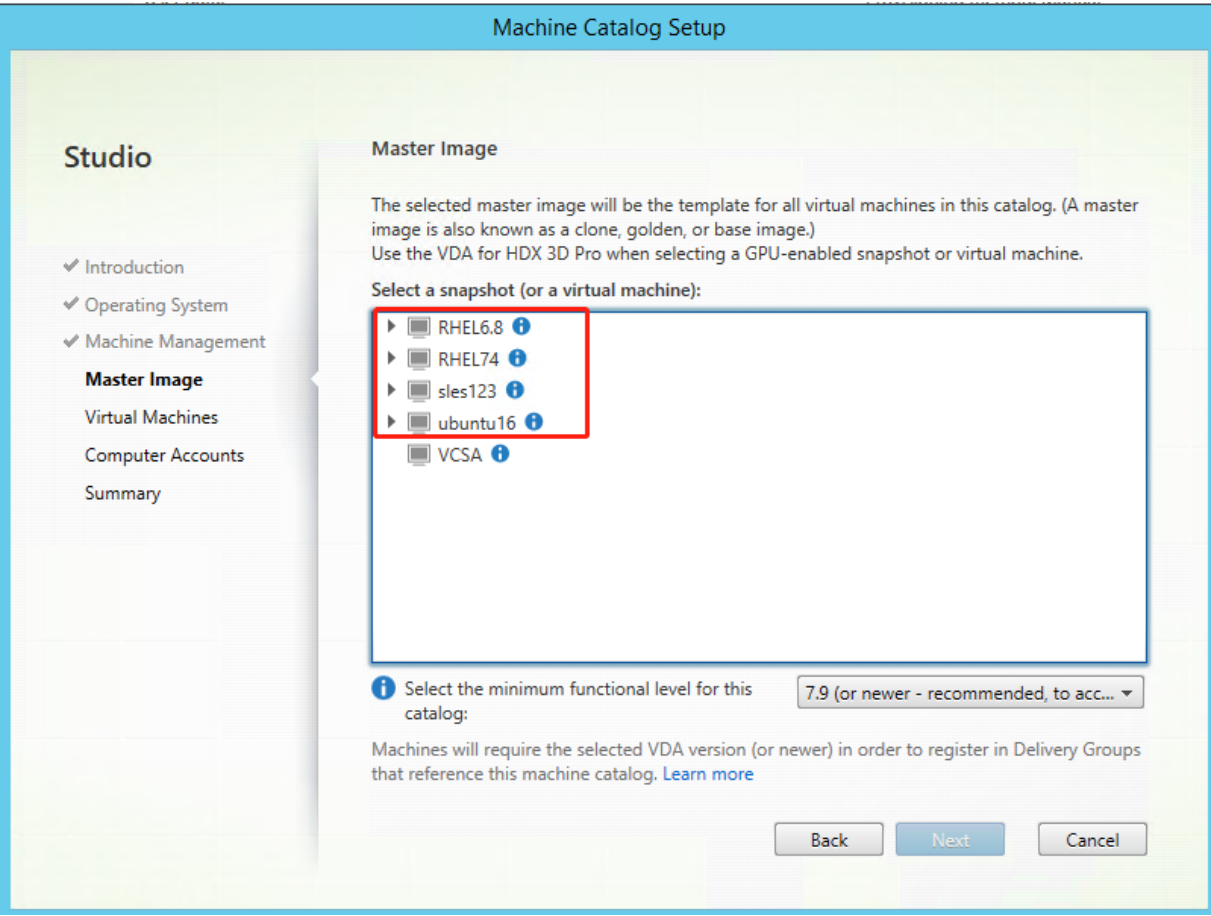 Machine Catalog Setup
Studio
Introduction
Operating System
Machine Management
Master Image
Virtual Machines
Computer Accounts
Summary
Master Image
The selected master image will be the template for all virtual machines in this catalog. (A master
image is also known as a clone, golden, or base image.)
Use the VDA for HDX 3D Pro when selecting a GPU-enabled snapshot or virtual machine.
Select a snapshot (or a virtual machine):
RHEL6.8
RHEL74
sles123
ubuntu16
VCSA
Select the minimum functional level for this
catalog:
7.9 (or newer - recommended, to acc...
Machines will require the selected VDA version (or newer) in order to register in Delivery Groups
that reference this machine catalog. Learn more
Back
Next
Cancel